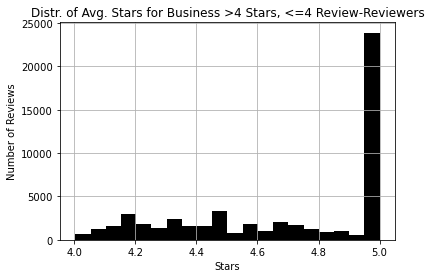 Distr. of Avg. Stars for Business >4 Stars, <=4 Review-Reviewers
25000
20000
15000
10000
5000
0
Number of Reviews
4.0 4.2 4.4 4.6 4.8 5.0
Stars